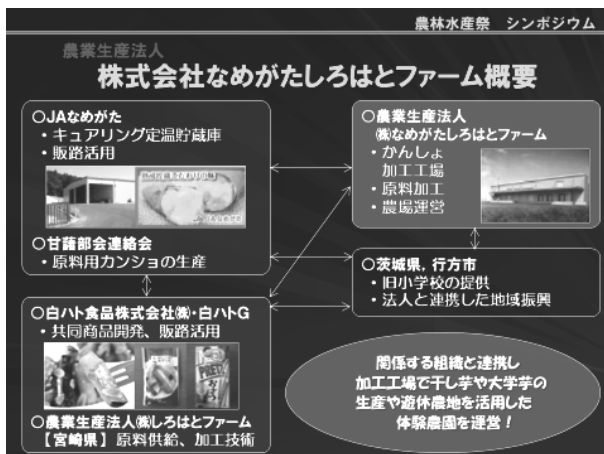 農林水産祭 シンポジウム
農業生産法人
株式会社なめがたしろはとファーム概要
○JAなめがた
・キュアリング定温貯蔵庫
・販路活用
○甘藷部会連絡会
・原料用カンショの生産
○農業生産法人
㈱なめがたしろはとファーム
・かんしょ
加工工場
・原料加工
・農場運営
○茨城県，行方市
・旧小学校の提供
・法人と連携した地域振興
○白ハト食品株式会社㈱・白ハトG
・共同商品開発、販路活用
○農業生産法人㈱しろはとファーム
【宮崎県】原料供給、加工技術
関係する組織と連携し
加工工場で干し芋や大学芋の
生産や遊休農地を活用した
体験農園を運営！